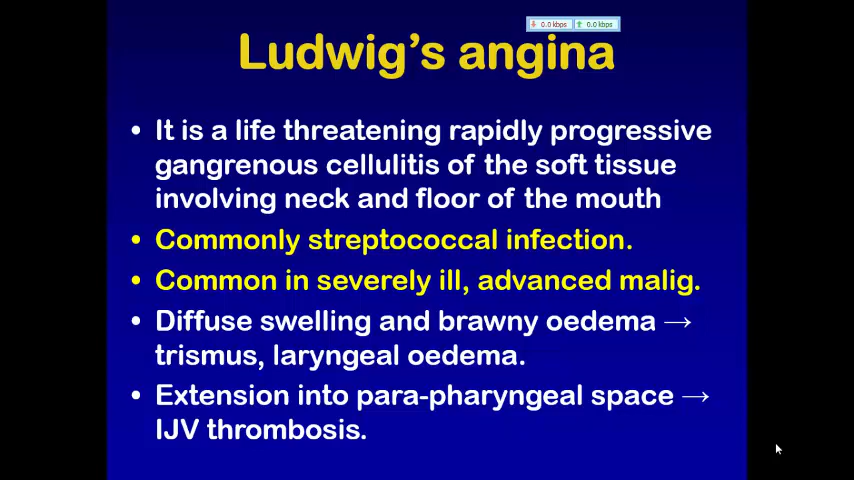 0.0 kbps 0.0 kbps
Ludwig's angina
• It is a life threatening rapidly progressive
gangrenous cellulitis of the soft tissue
involving neck and floor of the mouth
• Commonly streptococcal infection.
• Common in severely ill, advanced malig.
• Diffuse swelling and brawny oedema →
trismus, laryngeal oedema.
• Extension into para-pharyngeal space →
IJV thrombosis.